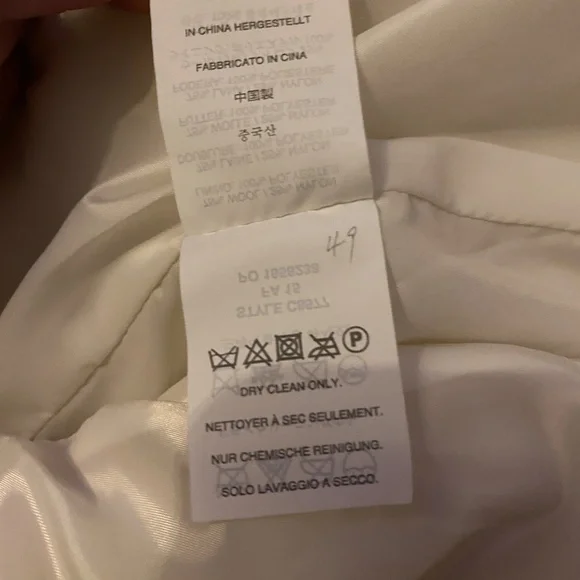 IN CHINA HERGESTELLT
FABBRICATO IN CINA
中国製
중국산
49
P
DRY CLEAN ONLY.
NETTOYER À SEC SEULEMENT.
NUR CHEMISCHE REINIGUNG.
SOLO LAVAGGIO A SECCO.